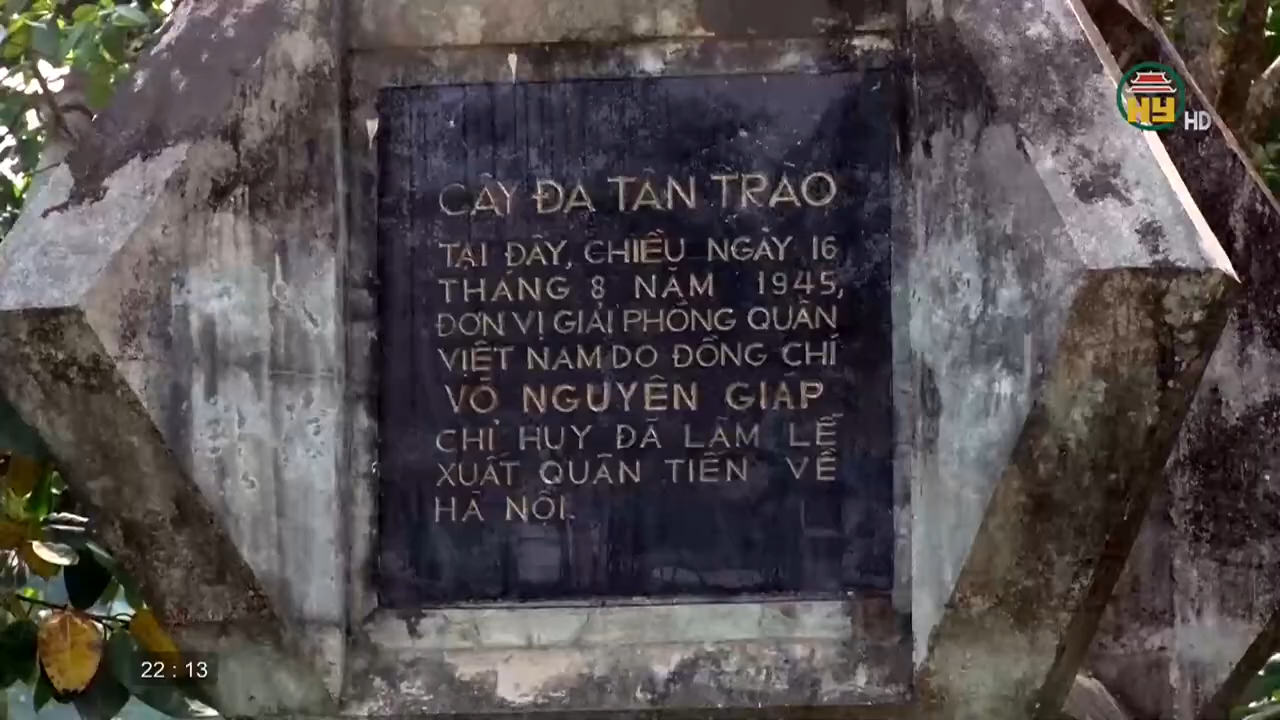 NY HD
CÂY ĐA TÂN TRÀO
TẠI ĐÂY, CHIỀU NGÀY 16
THÁNG 8 NĂM 1945,
ĐƠN VỊ GIẢI PHÓNG QUÂN
VIỆT NAM DO ĐỒNG CHÍ
VÕ NGUYÊN GIÁP
CHỈ HUY ĐÃ LÀM LỄ
XUẤT QUÂN TIẾN VỀ
HÀ NỘI.
22 : 13